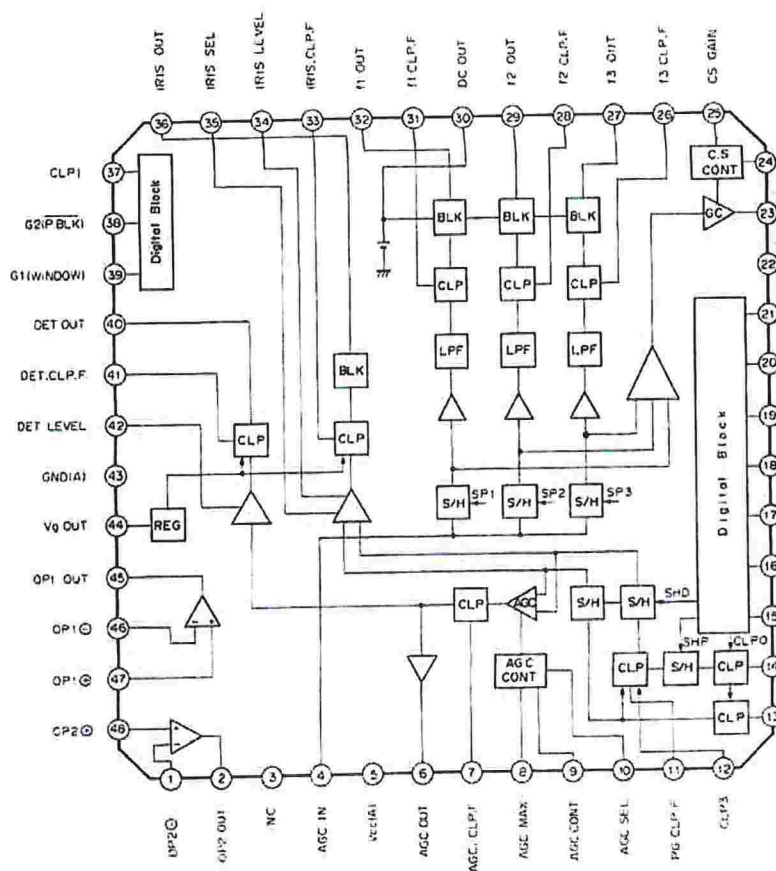 IRIS OUT
IRIS SEL
IRIS LEVEL
IRIS.CLP.F
f1 OUT
f1 CLP.F
DC OUT
f2 OUT
f2 CLP.F
f3 OUT
f3 CLP.F
CS GAIN
36 35 34 33 32 31 30 29 28 27 26 25
CLP1 37
Digital Block
C.S CONT
24
G2(P.BLK) 38
BLK BLK BLK
GC
23
G1(WINDOW) 39
CLP CLP CLP
22
DET OUT 40
LPF LPF LPF
21
DET.CLP.F. 41
BLK
20
DET LEVEL 42
CLP CLP
19
GND(A) 43
18
S/H SP1 S/H SP2 S/H SP3
Digital Block
Vg OUT 44 REG
17
OP1 OUT 45
16
CLP AGC S/H S/H SHD
15
OP1⊖ 46
- +
SHP CLPO
OP1⊕ 47
AGC CONT
CLP S/H CLP
14
CLP
13
48
+ -
1 2 3 4 5 6 7 8 9 10 11 12
OP2⊖
OP2 OUT
NC
AGC IN
Vcc(A)
AGC OUT
AGC. CLP.F
AGC MAX
AGC CONT
AGC SEL
PG CLP.F
CLP3